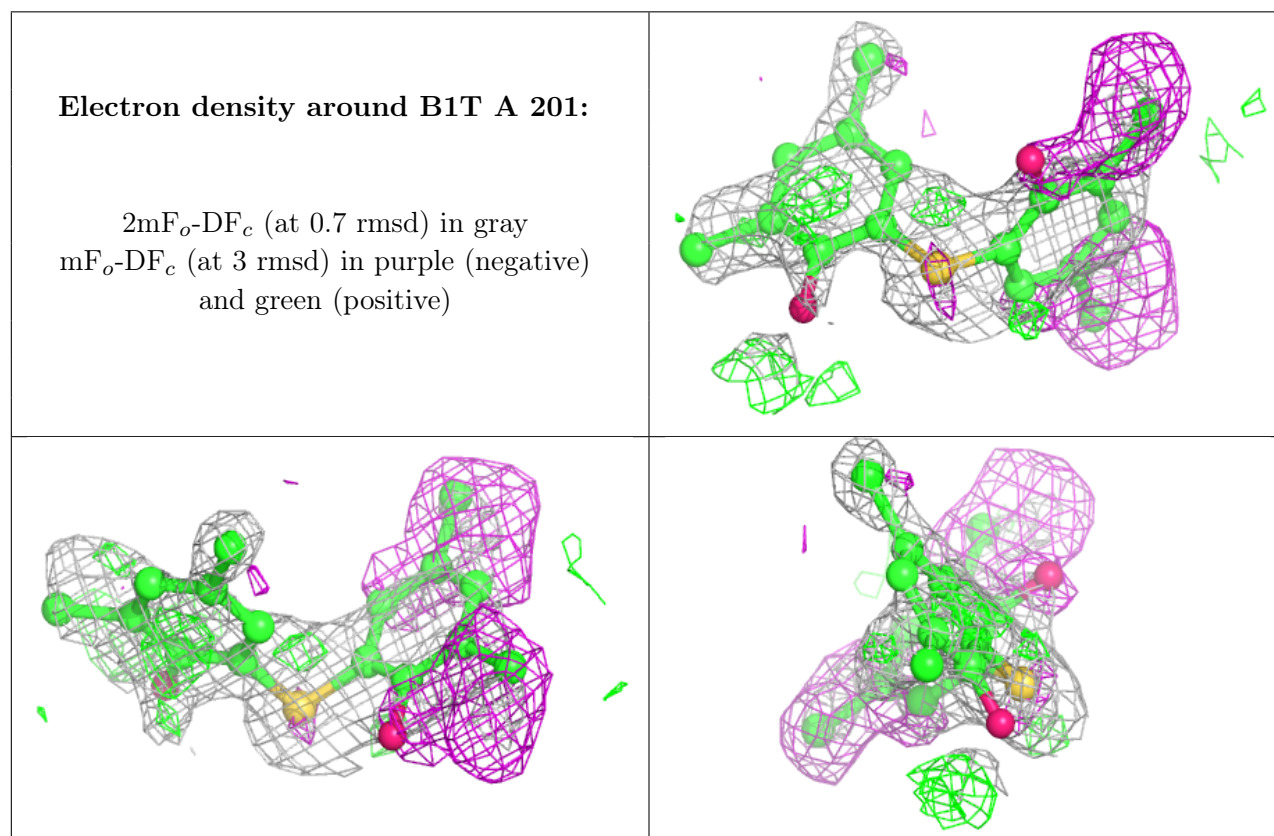 Electron density around B1T A 201:
2mFo-DFc (at 0.7 rmsd) in gray
mFo-DFc (at 3 rmsd) in purple (negative)
and green (positive)